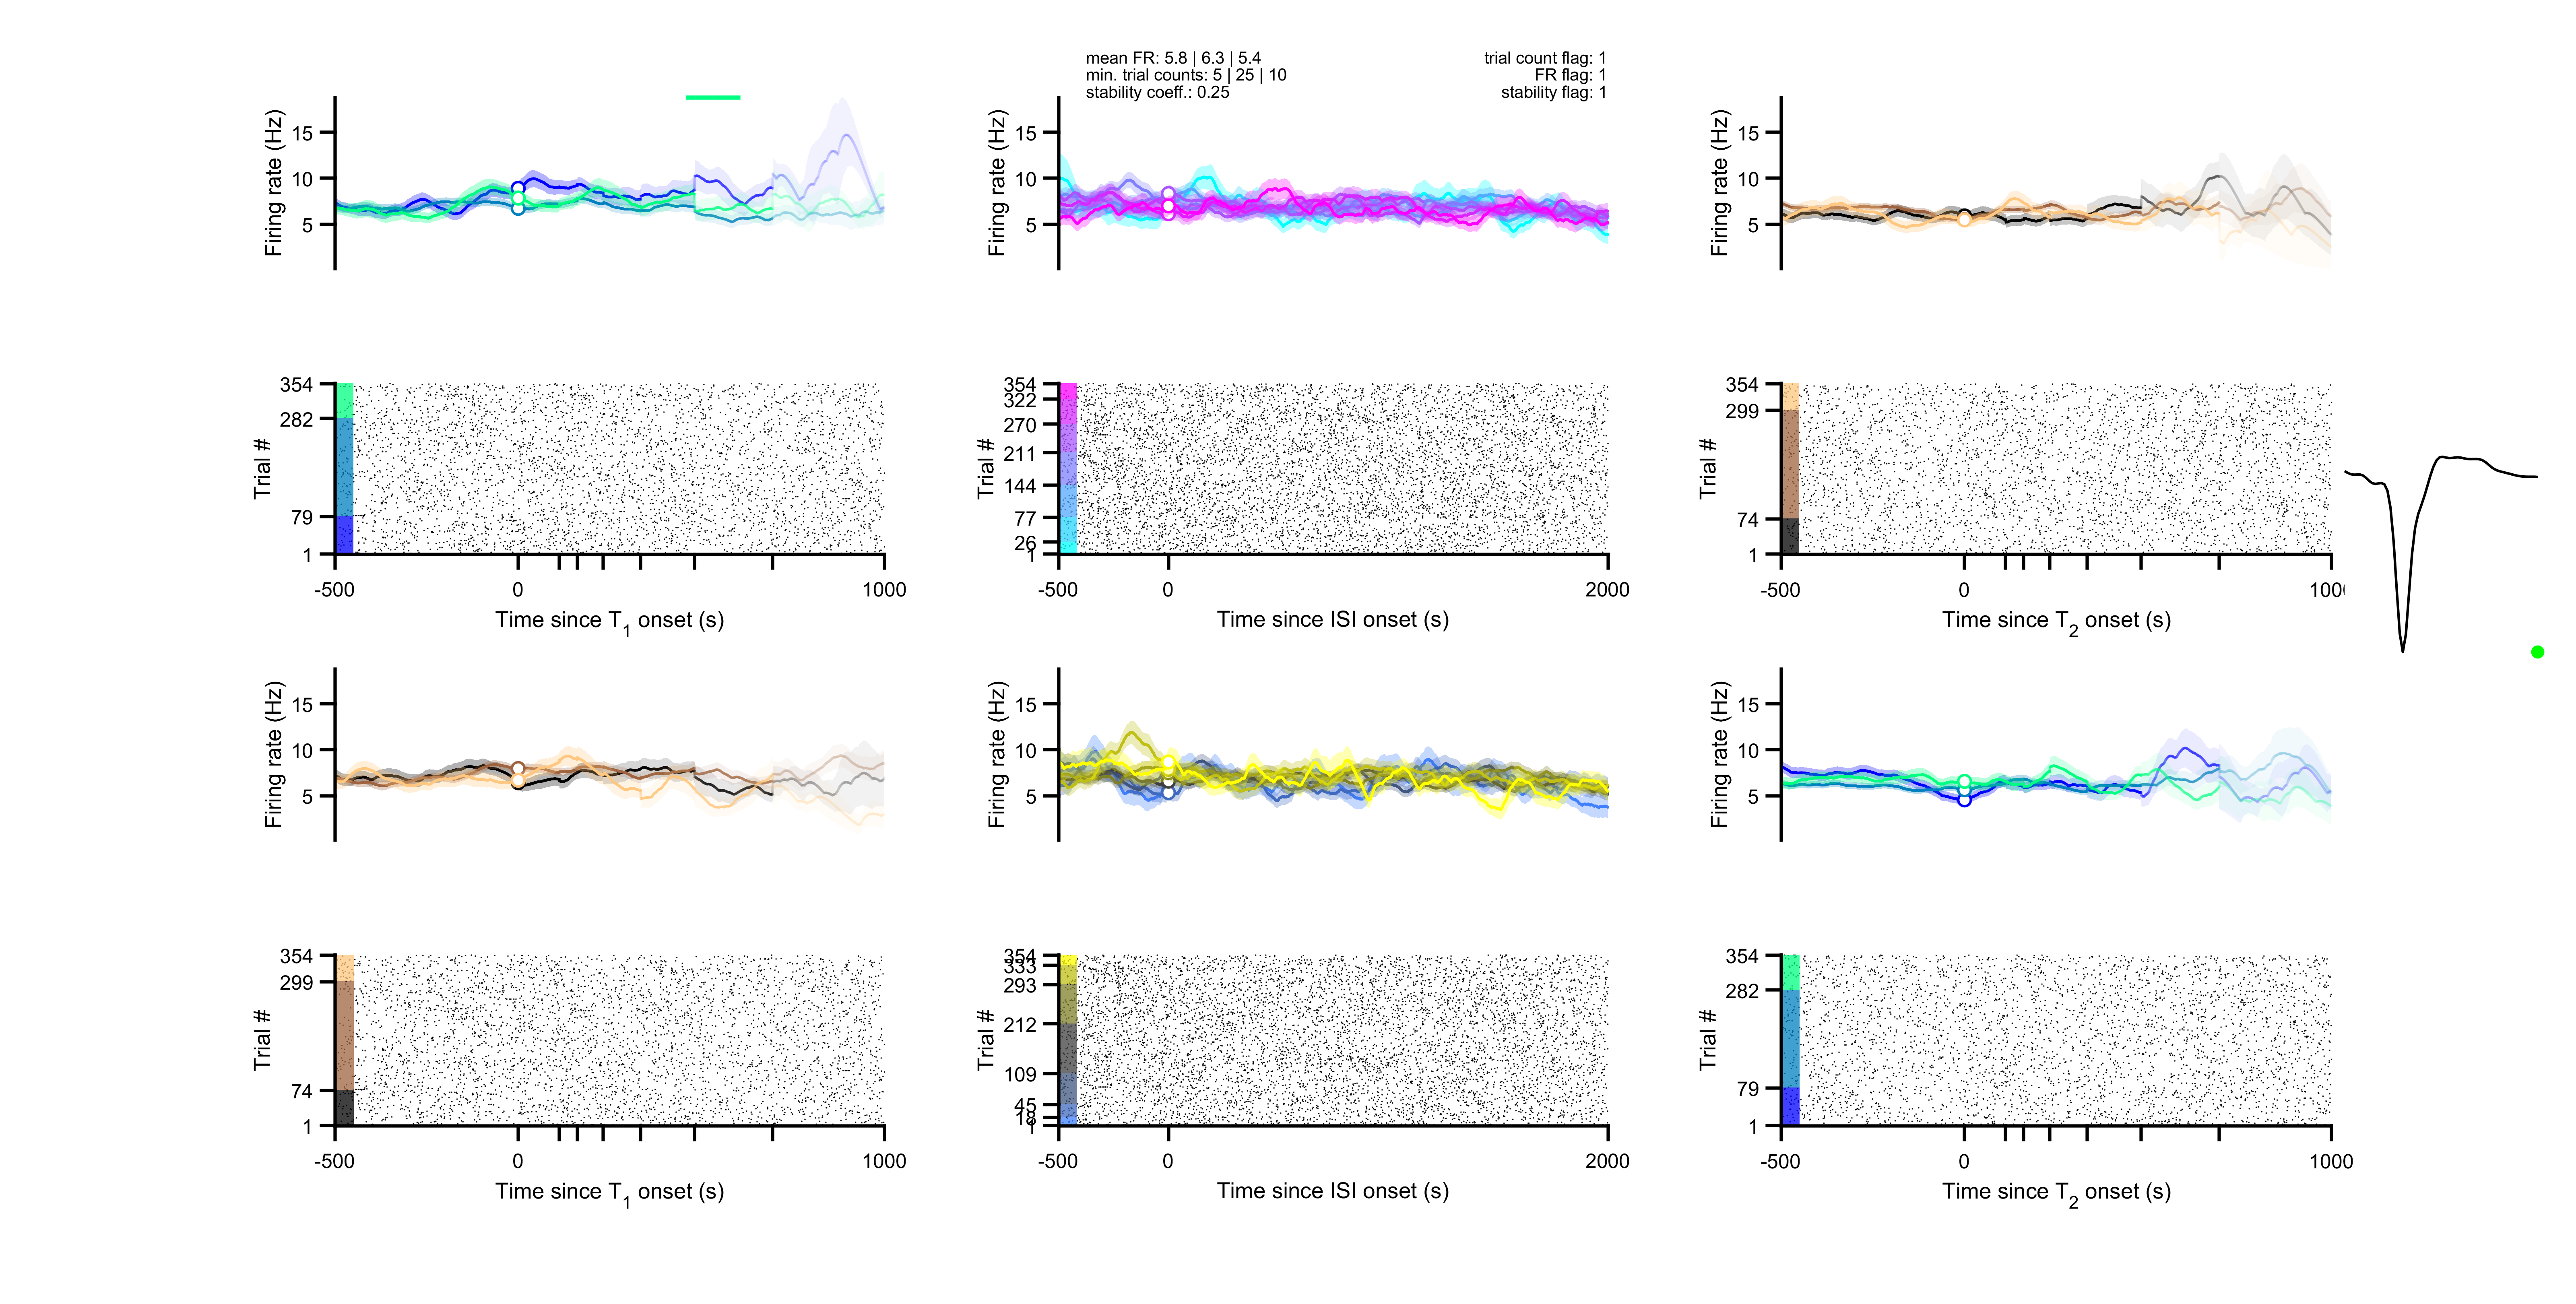 mean FR: 5.8 | 6.3 | 5.4
min. trial counts: 5 | 25 | 10
stability coeff.: 0.25
trial count flag: 1
FR flag: 1
stability flag: 1
Firing rate (Hz)
15
10
5
Firing rate (Hz)
15
10
5
Firing rate (Hz)
15
10
5
Trial #
354
282
79
1
-500
0
1000
Time since T1 onset (s)
Trial #
354
322
270
211
144
77
26
1
-500
0
2000
Time since ISI onset (s)
Trial #
354
299
74
1
-500
0
1000
Time since T2 onset (s)
Firing rate (Hz)
15
10
5
Firing rate (Hz)
15
10
5
Firing rate (Hz)
15
10
5
Trial #
354
299
74
1
-500
0
1000
Time since T1 onset (s)
Trial #
354
333
293
212
109
45
18
1
-500
0
2000
Time since ISI onset (s)
Trial #
354
282
79
1
-500
0
1000
Time since T2 onset (s)